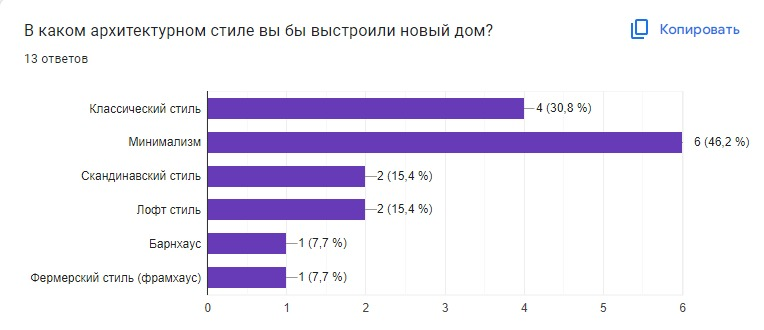 В каком архитектурном стиле вы бы выстроили новый дом?
Копировать
13 ответов
Классический стиль 4 (30,8 %)
Минимализм 6 (46,2 %)
Скандинавский стиль 2 (15,4 %)
Лофт стиль 2 (15,4 %)
Барнхаус 1 (7,7 %)
Фермерский стиль (фрамхаус) 1 (7,7 %)
0 1 2 3 4 5 6